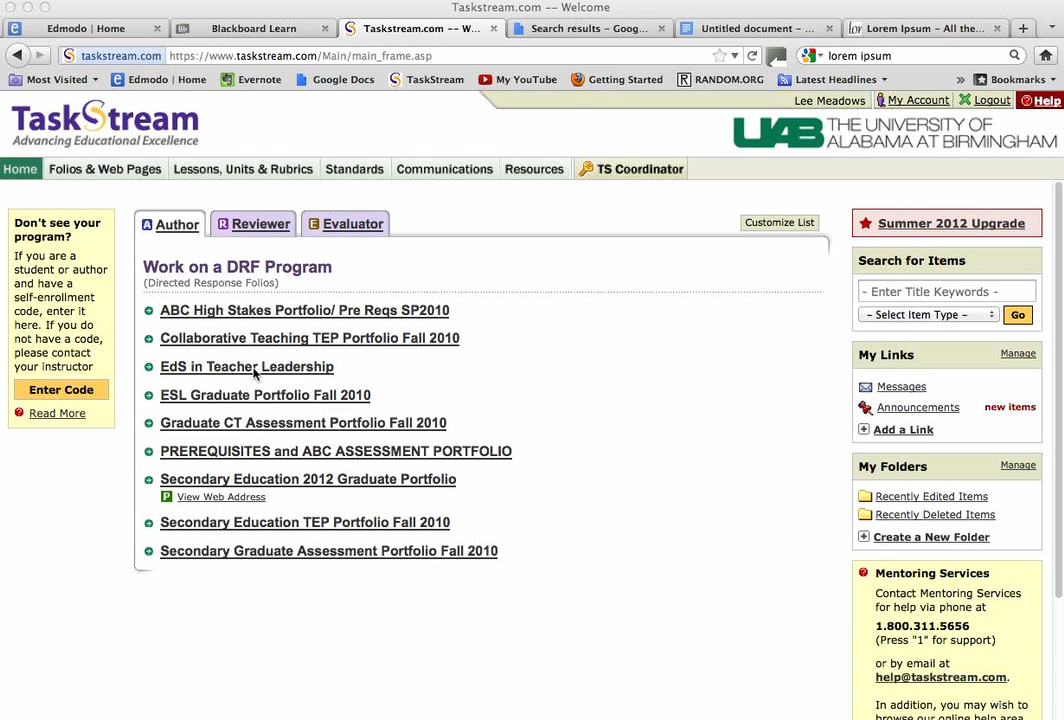 Taskstream.com -- Welcome
Edmodo | Home
Blackboard Learn
Taskstream.com -- W...
Search results – Goog...
Untitled document – ...
Lorem Ipsum – All the...
taskstream.com
https://www.taskstream.com/Main/main_frame.asp
lorem ipsum
Most Visited
Edmodo | Home
Evernote
Google Docs
TaskStream
My YouTube
Getting Started
RANDOM.ORG
Latest Headlines
Bookmarks
TaskStream
Advancing Educational Excellence
Lee Meadows
My Account
Logout
Help
UAB THE UNIVERSITY OF
ALABAMA AT BIRMINGHAM
Home
Folios & Web Pages
Lessons, Units & Rubrics
Standards
Communications
Resources
TS Coordinator
Don't see your
program?
If you are a
student or author
and have a
self-enrollment
code, enter it
here. If you do
not have a code,
please contact
your instructor
Enter Code
Read More
A Author
R Reviewer
E Evaluator
Customize List
Work on a DRF Program
(Directed Response Folios)
ABC High Stakes Portfolio/ Pre Reqs SP2010
Collaborative Teaching TEP Portfolio Fall 2010
EdS in Teacher Leadership
ESL Graduate Portfolio Fall 2010
Graduate CT Assessment Portfolio Fall 2010
PREREQUISITES and ABC ASSESSMENT PORTFOLIO
Secondary Education 2012 Graduate Portfolio
P View Web Address
Secondary Education TEP Portfolio Fall 2010
Secondary Graduate Assessment Portfolio Fall 2010
Summer 2012 Upgrade
Search for Items
- Enter Title Keywords -
- Select Item Type -
Go
My Links
Manage
Messages
Announcements
new items
Add a Link
My Folders
Manage
Recently Edited Items
Recently Deleted Items
Create a New Folder
Mentoring Services
Contact Mentoring Services
for help via phone at
1.800.311.5656
(Press "1" for support)
or by email at
help@taskstream.com.
In addition, you may wish to
browse our online help area